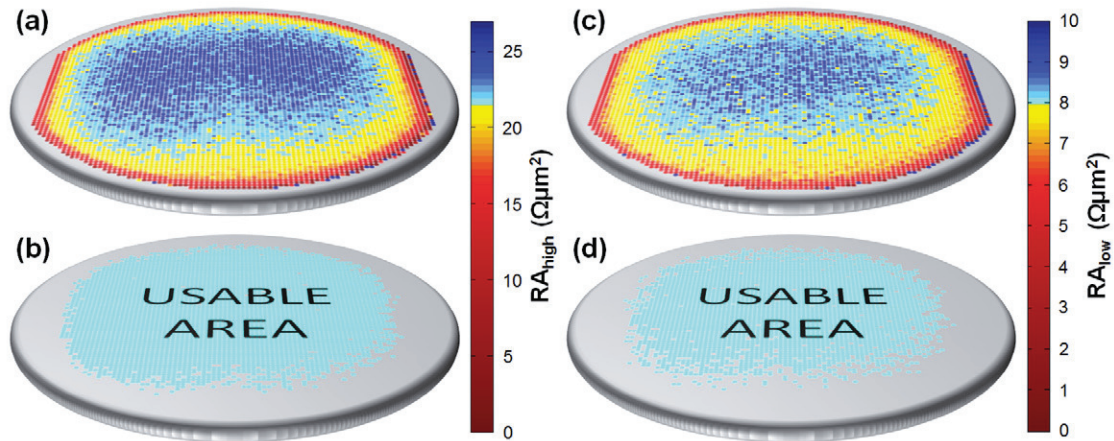 (a)
(c)
25
20
15
10
5
0
RAhigh (Ωμm²)
10
9
8
7
6
5
4
3
2
1
0
RAlow (Ωμm²)
(b)
USABLE
AREA
(d)
USABLE
AREA